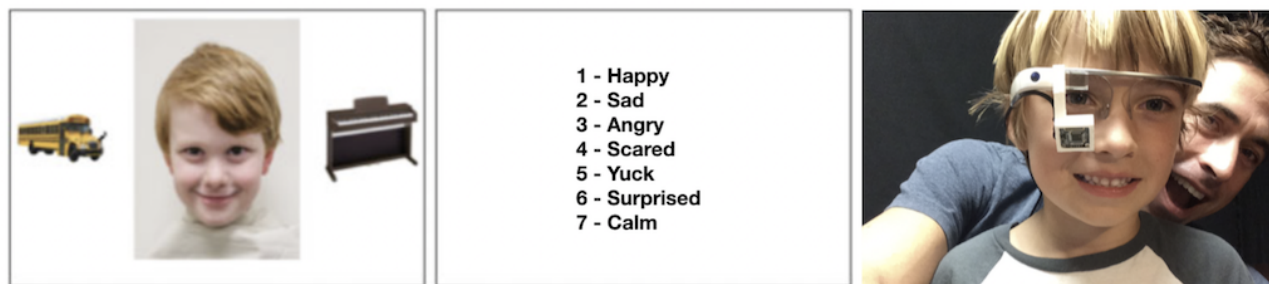 1 - Happy
2 - Sad
3 - Angry
4 - Scared
5 - Yuck
6 - Surprised
7 - Calm